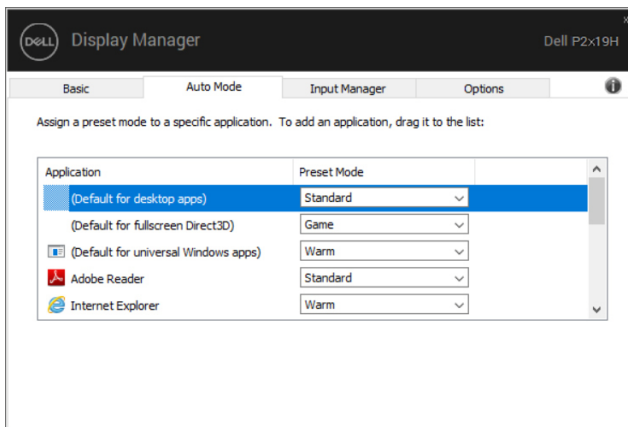 DELL Display Manager Dell P2x19H
Basic Auto Mode Input Manager Options
Assign a preset mode to a specific application. To add an application, drag it to the list:
Application Preset Mode
(Default for desktop apps) Standard
(Default for fullscreen Direct3D) Game
(Default for universal Windows apps) Warm
Adobe Reader Standard
Internet Explorer Warm